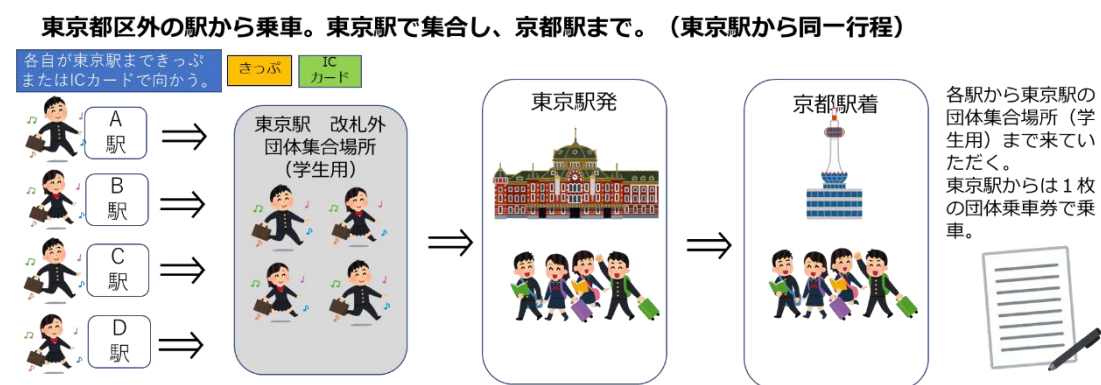 東京都区外の駅から乗車。東京駅で集合し、京都駅まで。（東京駅から同一行程）
各自が東京駅まできっぷ
またはICカードで向かう。
きっぷ
IC
カード
A
駅
B
駅
C
駅
D
駅
東京駅　改札外
団体集合場所
（学生用）
東京駅発
京都駅着
各駅から東京駅の
団体集合場所（学
生用）まで来てい
ただく。
東京駅からは１枚
の団体乗車券で乗
車。